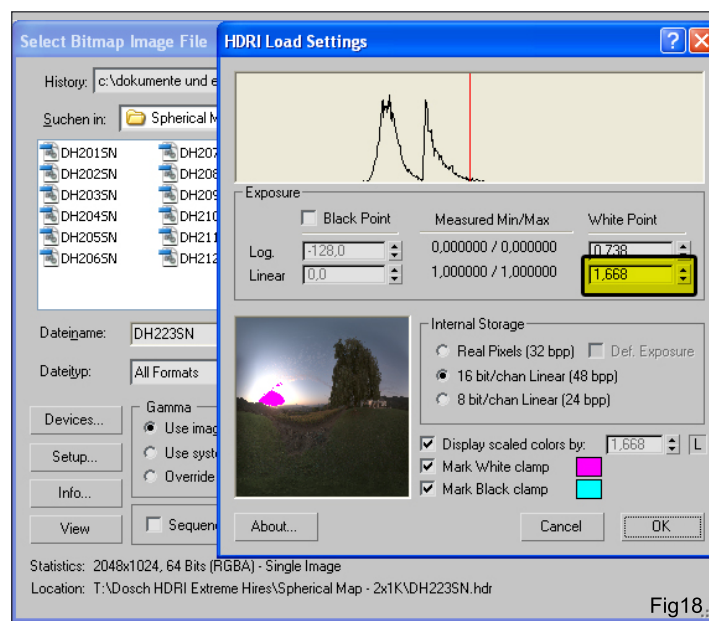 Select Bitmap Image File
HDRI Load Settings
History: c:\dokumente und e
Suchen in: Spherical M
DH201SN DH207
DH202SN DH208
DH203SN DH209
DH204SN DH210
DH205SN DH211
DH206SN DH212
Exposure
Black Point Measured Min/Max White Point
Log. -128,0 0,000000 / 0,000000 0,738
Linear 0,0 1,000000 / 1,000000 1,668
Dateiname: DH223SN
Dateityp: All Formats
Devices...
Setup...
Info...
View
Gamma
Use imag
Use syste
Override
Sequen
Internal Storage
Real Pixels (32 bpp) Def. Exposure
16 bit/chan Linear (48 bpp)
8 bit/chan Linear (24 bpp)
Display scaled colors by: 1,668 L
Mark White clamp
Mark Black clamp
About... Cancel OK
Statistics: 2048x1024, 64 Bits (RGBA) - Single Image
Location: T:\Dosch HDRI Extreme Hires\Spherical Map - 2x1K\DH223SN.hdr
Fig18